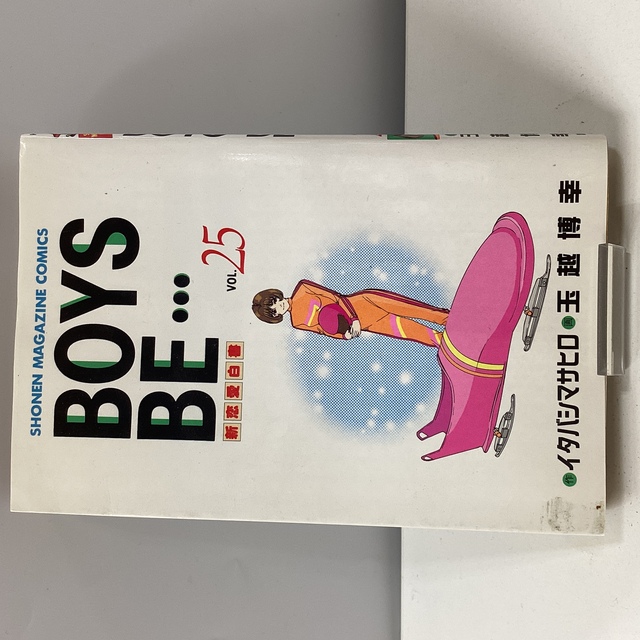 SHONEN MAGAZINE COMICS
BOYS
BE...
VOL.25
新恋愛白書
作イタバシマサヒロ 画玉越博幸